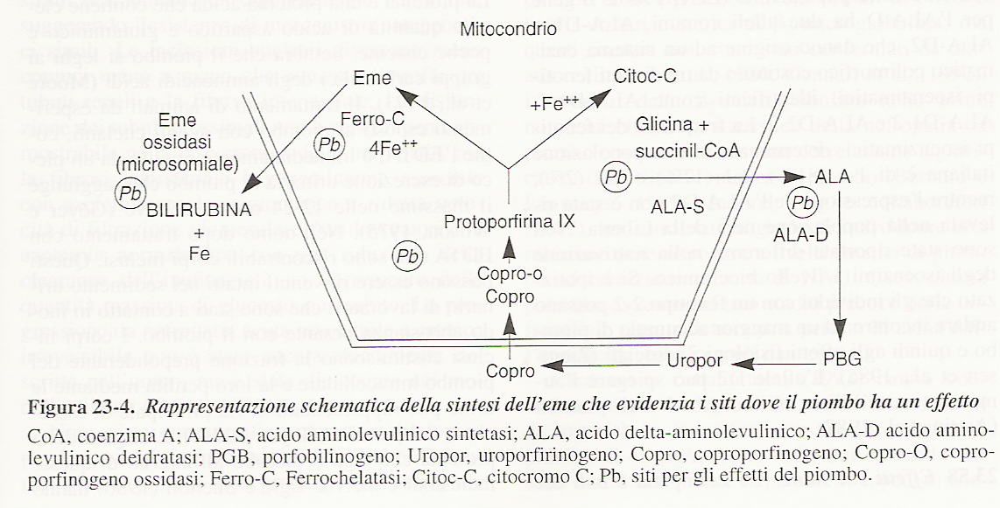 Mitocondrio
Eme
Citoc-C
Ferro-C
+Fe++
Eme
ossidasi
(microsomiale)
Pb
4Fe++
Glicina +
succinil-CoA
Pb
Pb
ALA
BILIRUBINA
+
Fe
Protoporfirina IX
ALA-S
Pb
ALA-D
Pb
Copro-o
Copro
Copro
Uropor
PBG
Figura 23-4. Rappresentazione schematica della sintesi dell'eme che evidenzia i siti dove il piombo ha un effetto
CoA, coenzima A; ALA-S, acido aminolevulinico sintetasi; ALA, acido delta-aminolevulinico; ALA-D acido amino-
levulinico deidratasi; PGB, porfobilinogeno; Uropor, uroporfirinogeno; Copro, coproporfinogeno; Copro-O, copro-
porfinogeno ossidasi; Ferro-C, Ferrochelatasi; Citoc-C, citocromo C; Pb, siti per gli effetti del piombo.